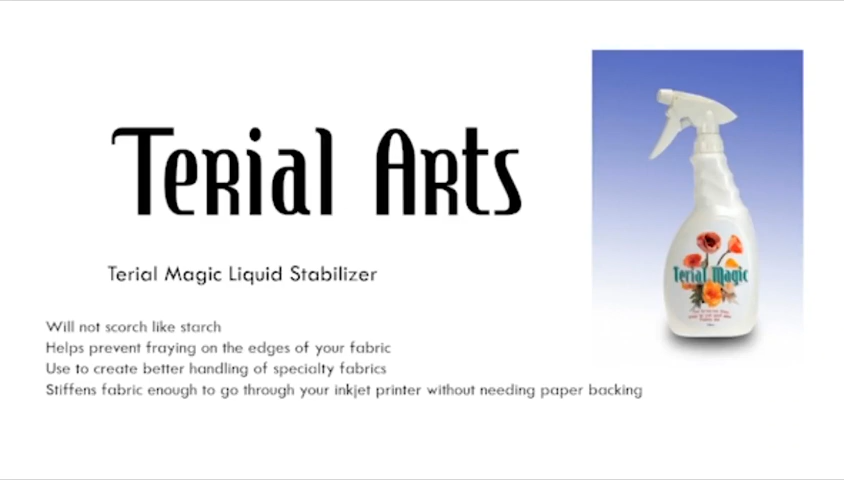 Terial Arts
Terial Magic Liquid Stabilizer
Will not scorch like starch
Helps prevent fraying on the edges of your fabric
Use to create better handling of specialty fabrics
Stiffens fabric enough to go through your inkjet printer without needing paper backing
Terial Magic